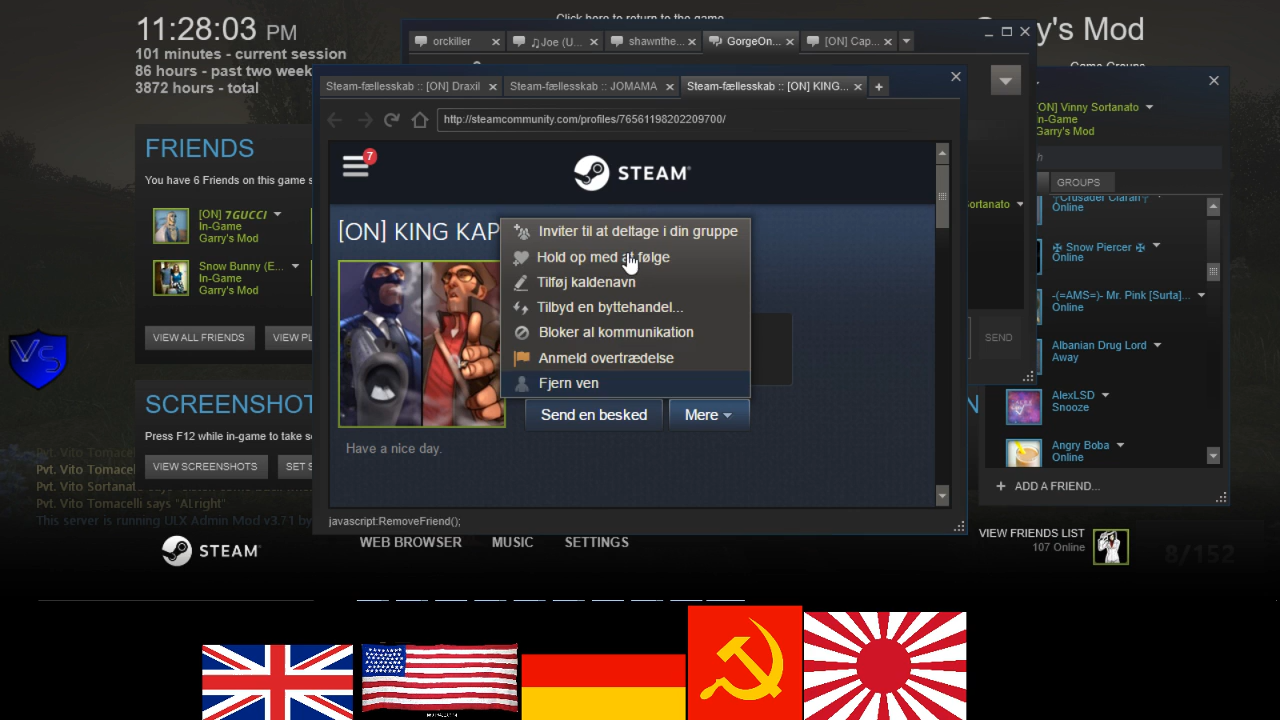 Click here to return to the game
11:28:03 PM
101 minutes - current session
86 hours - past two week
3872 hours - total
y's Mod
orckiller
♫Joe (U...
shawnthe...
GorgeOn...
[ON] Cap...
Steam-fællesskab :: [ON] Draxil
Steam-fællesskab :: JOMAMA
Steam-fællesskab :: [ON] KING...
http://steamcommunity.com/profiles/76561198202209700/
7
STEAM
[ON] KING KAP
Inviter til at deltage i din gruppe
Hold op med at følge
Tilføj kaldenavn
Tilbyd en byttehandel...
Bloker al kommunikation
Anmeld overtrædelse
Fjern ven
Send en besked
Mere
Have a nice day.
javascript:RemoveFriend();
FRIENDS
You have 6 Friends on this game s
[ON] 7GUCCI
In-Game
Garry's Mod
Snow Bunny (E...
In-Game
Garry's Mod
VIEW ALL FRIENDS
VIEW PL
VS
SCREENSHOT
Press F12 while in-game to take s
VIEW SCREENSHOTS
SET S
Pvt. Vito Tomacel
Pvt. Vito Tomacel
Pvt. Vito Sortana
Pvt. Vito Tomacelli says "ALright"
This server is running ULX Admin Mod v3.71 by
STEAM
WEB BROWSER
MUSIC
SETTINGS
[ON] Vinny Sortanato
In-Game
Garry's Mod
h
GROUPS
ortanato
SEND
Online
Snow Piercer
Online
-(=AMS=)- Mr. Pink [Surta]...
Online
Albanian Drug Lord
Away
AlexLSD
Snooze
Angry Boba
Online
ADD A FRIEND...
VIEW FRIENDS LIST
107 Online
8/152